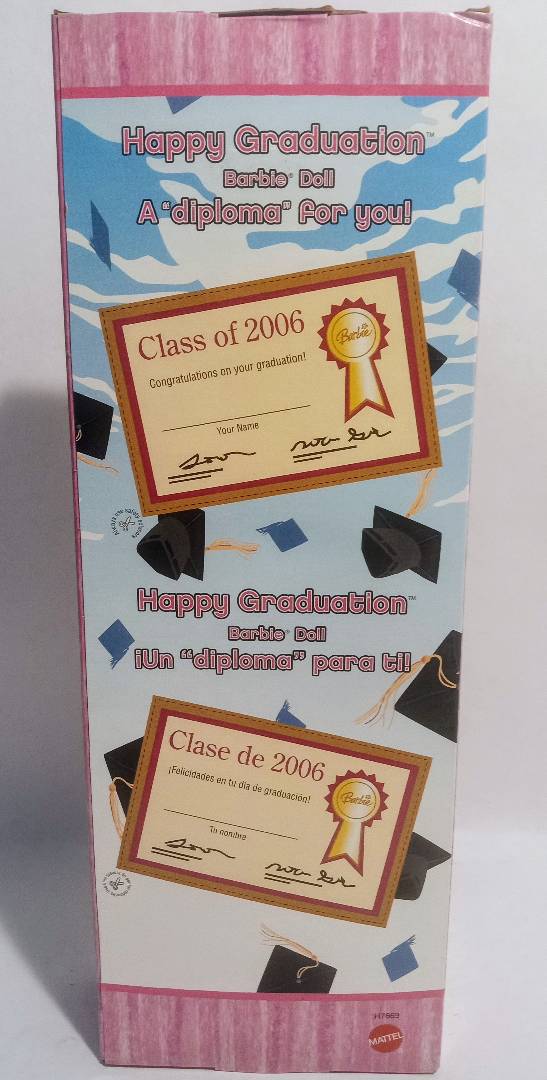 Happy Graduation™
Barbie® Doll
A “diploma” for you!
Class of 2006
Congratulations on your graduation!
Barbie
Your Name
Happy Graduation™
Barbie® Doll
¡Un “diploma” para ti!
Clase de 2006
¡Felicidades en tu día de graduación!
Barbie
Tu nombre
H7669
MATTEL